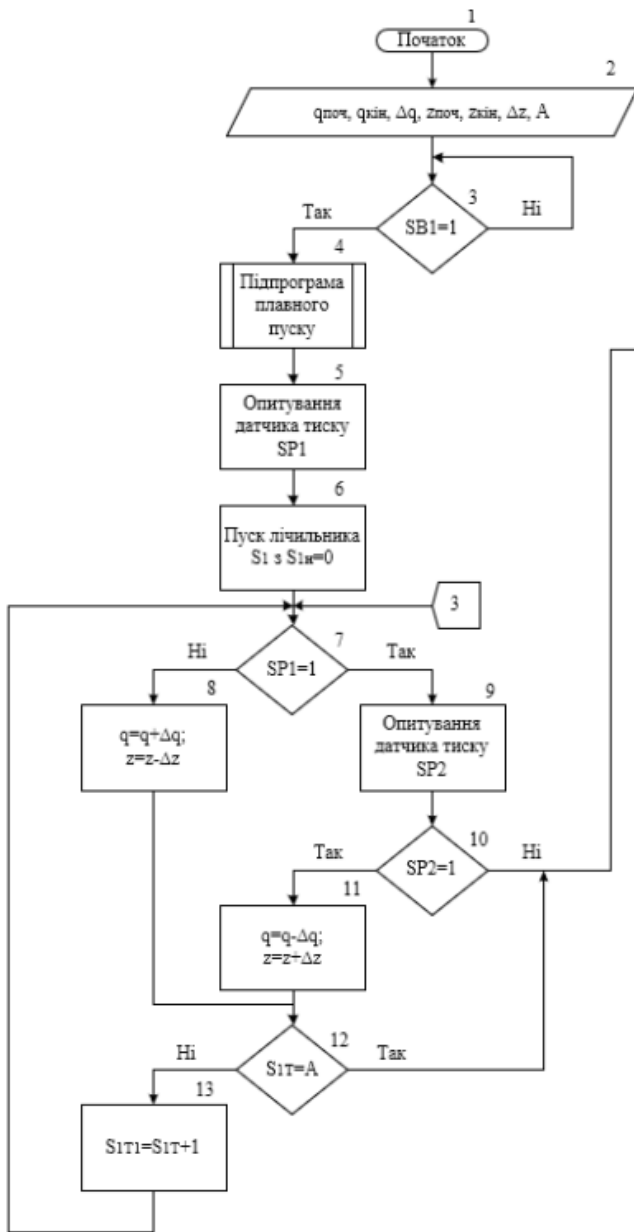 1
Початок
2
qпоч, qкін, Δq, zпоч, zкін, Δz, A
3
SB1=1
Так
Ні
4
Підпрограма
плавного
пуску
5
Опитування
датчика тиску
SP1
6
Пуск лічильника
S1 з S1н=0
3
7
SP1=1
Ні
Так
8
q=q+Δq;
z=z-Δz
9
Опитування
датчика тиску
SP2
10
SP2=1
Так
Ні
11
q=q-Δq;
z=z+Δz
12
S1т=A
Ні
Так
13
S1т1=S1т+1